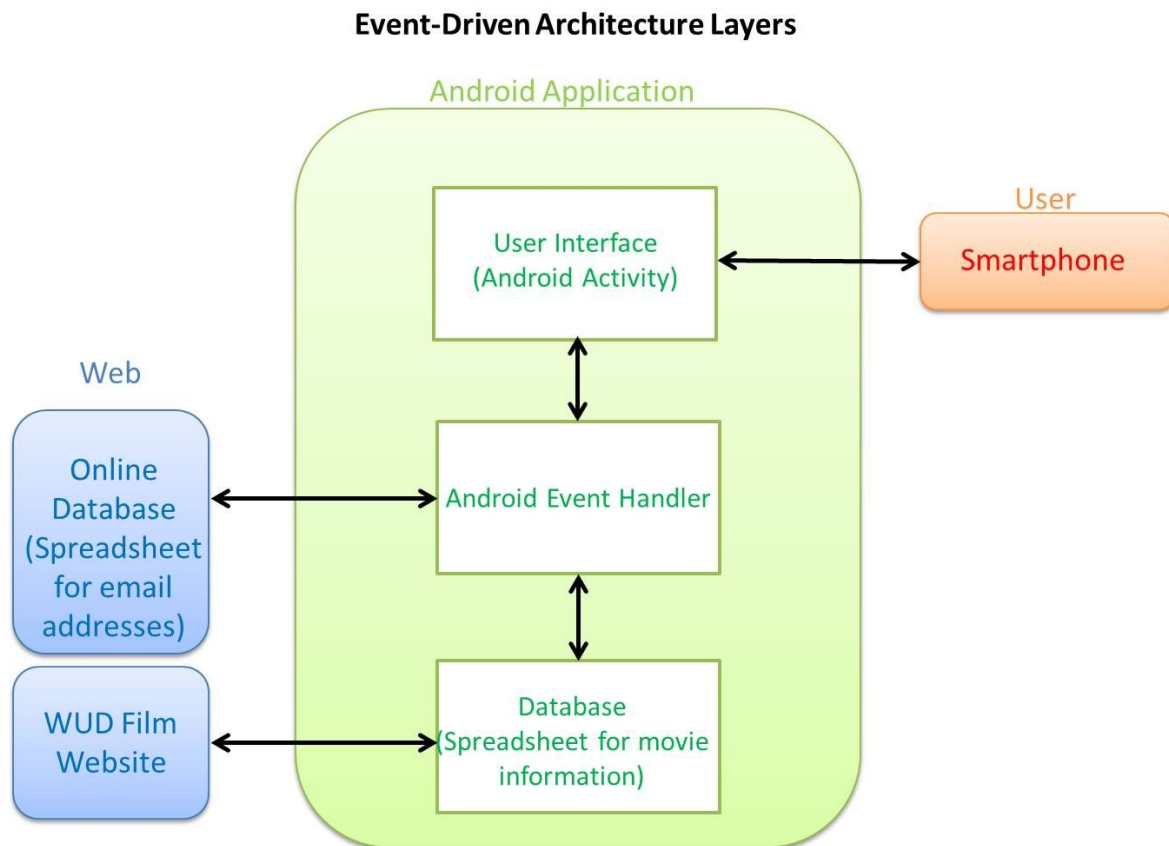 Event-Driven Architecture Layers
Android Application
User Interface
(Android Activity)
User
Smartphone
Web
Online
Database
(Spreadsheet
for email
addresses)
Android Event Handler
WUD Film
Website
Database
(Spreadsheet for movie
information)